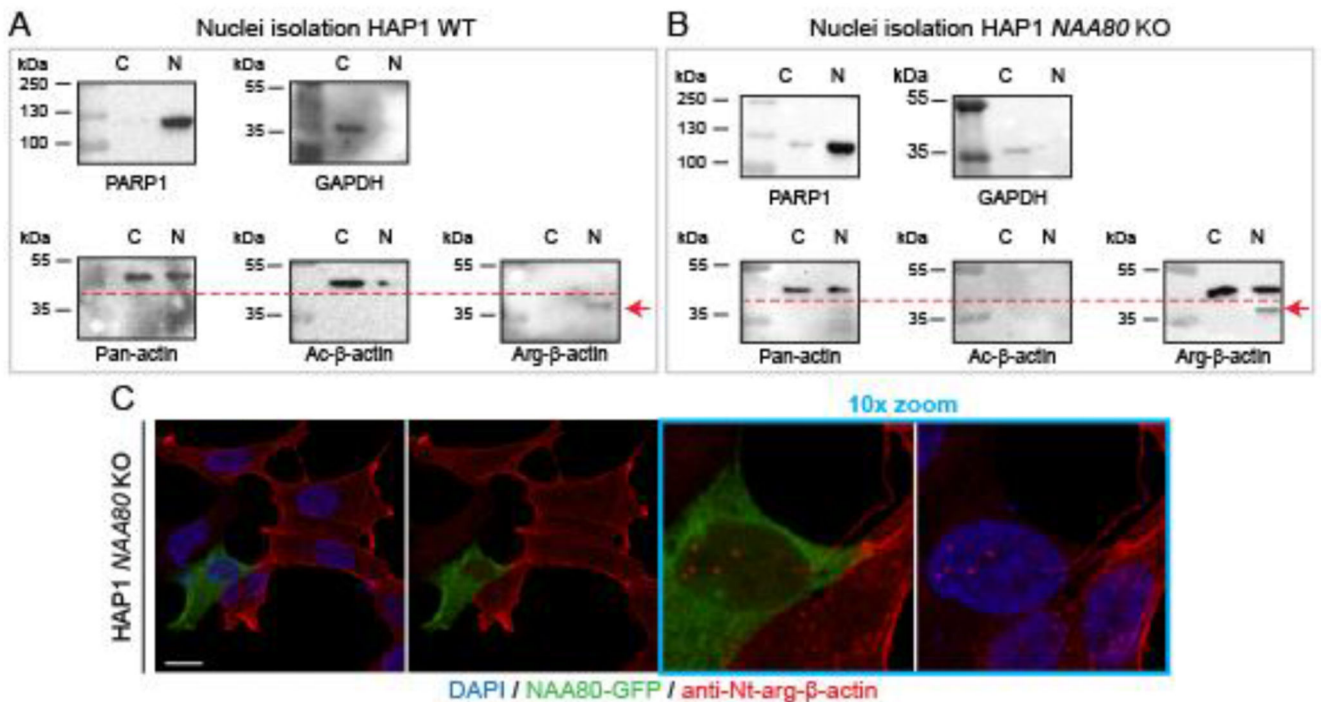 A Nuclei isolation HAP1 WT
kDa C N
250
130
100
PARP1
kDa C N
55
35
GAPDH
kDa C N
55
35
Pan-actin
kDa C N
55
35
Ac-β-actin
kDa C N
55
35
Arg-β-actin
B Nuclei isolation HAP1 NAA80 KO
kDa C N
250
130
100
PARP1
kDa C N
55
35
GAPDH
kDa C N
55
35
Pan-actin
kDa C N
55
35
Ac-β-actin
kDa C N
55
35
Arg-β-actin
C
10x zoom
HAP1 NAA80 KO
DAPI / NAA80-GFP / anti-Nt-arg-β-actin